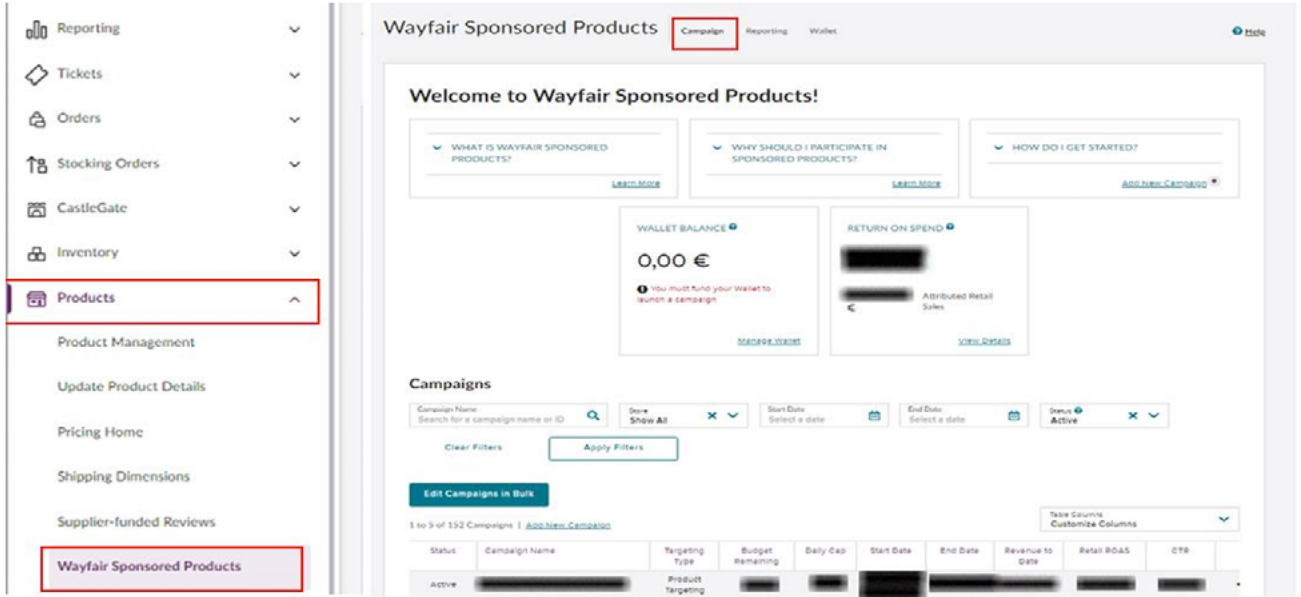 Reporting
Tickets
Orders
Stocking Orders
CastleGate
Inventory
Products
Product Management
Update Product Details
Pricing Home
Shipping Dimensions
Supplier-funded Reviews
Wayfair Sponsored Products
Wayfair Sponsored Products Campaign Reporting Wallet Help
Welcome to Wayfair Sponsored Products!
WHAT IS WAYFAIR SPONSORED
PRODUCTS?
Learn More
WHY SHOULD I PARTICIPATE IN
SPONSORED PRODUCTS?
Learn More
HOW DO I GET STARTED?
Add New Campaign
WALLET BALANCE
0,00 €
You must fund your Wallet to
launch a campaign
Manage Wallet
RETURN ON SPEND
€ Attributed Retail
Sales
View Details
Campaigns
Campaign Name
Search for a campaign name or ID
Store
Show All
Start Date
Select a date
End Date
Select a date
Status
Active
Clear Filters Apply Filters
Edit Campaigns in Bulk
1 to 5 of 152 Campaigns | Add New Campaign
Table Columns
Customize Columns
Status Campaign Name Targeting Type Budget Remaining Daily Cap Start Date End Date Revenue to Date Retail ROAS CTR
Active Product Targeting